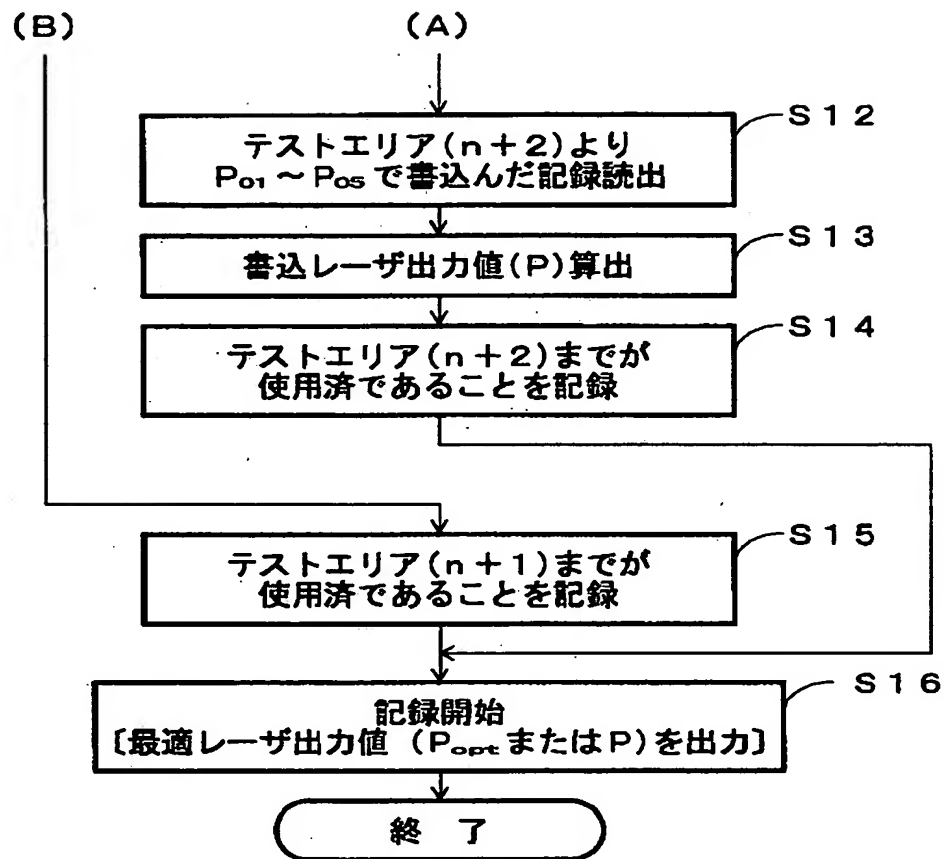 (B)
(A)
S12
テストエリア(n+2)より
P₀₁～P₀₅で書込んだ記録読出
S13
書込レーザ出力値(P)算出
S14
テストエリア(n+2)までが
使用済であることを記録
S15
テストエリア(n+1)までが
使用済であることを記録
S16
記録開始
〔最適レーザ出力値 (PoptまたはP)を出力〕
終 了